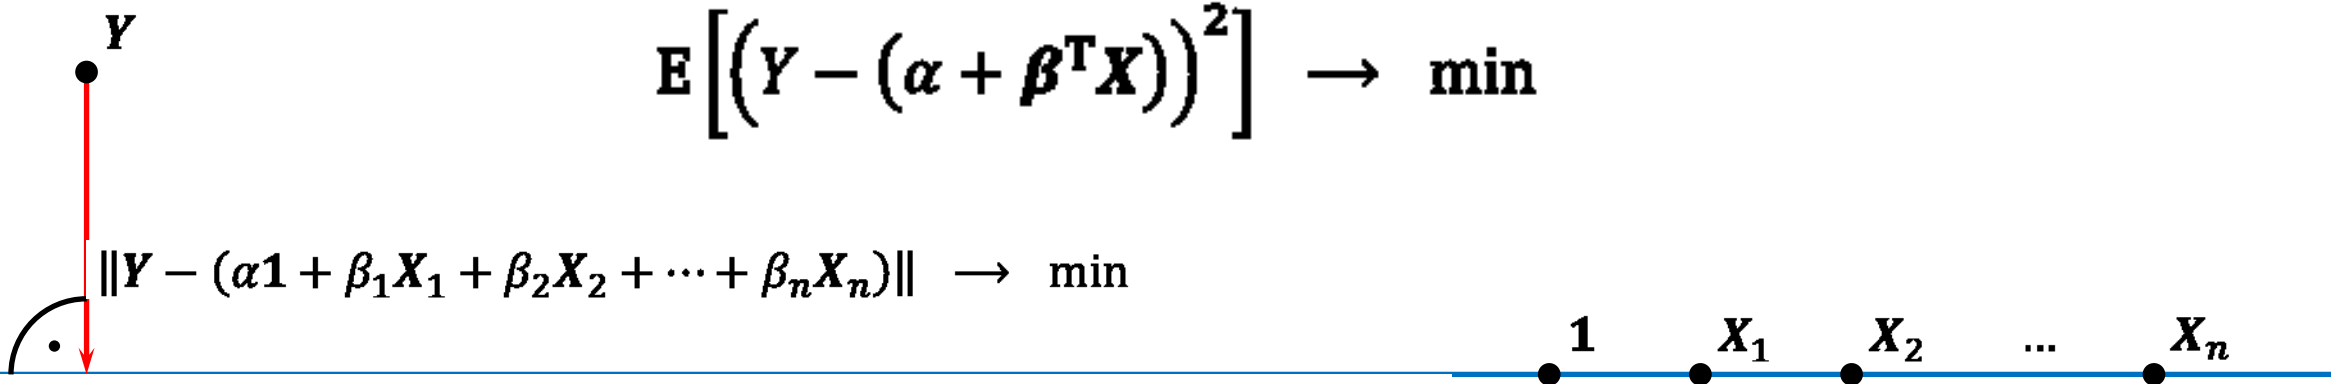 Y
E[(Y − (α + βᵀX))²] → min
‖Y − (α1 + β₁X₁ + β₂X₂ + ⋯ + βₙXₙ)‖ → min
1 X₁ X₂ ... Xₙ